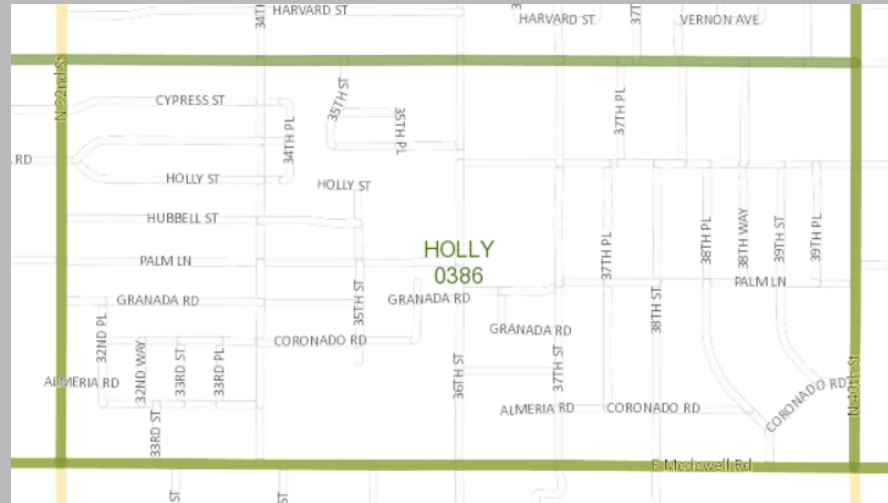 34TH
HARVARD ST
HARVARD ST
37T
VERNON AVE
N 32nd St
CYPRESS ST
35TH ST
35TH PL
34TH PL
37TH PL
RD
HOLLY ST
HOLLY ST
HUBBELL ST
HOLLY
0386
PALM LN
37TH PL
38TH PL
38TH WAY
39TH ST
39TH PL
PALM LN
GRANADA RD
35TH ST
GRANADA RD
38TH ST
32ND PL
CORONADO RD
GRANADA RD
ALMERIA RD
32ND WAY
33RD ST
33RD PL
36TH ST
37TH ST
33RD ST
ALMERIA RD
CORONADO RD
CORONADO RD
N 40th St
E Mcdowell Rd
ST
ST